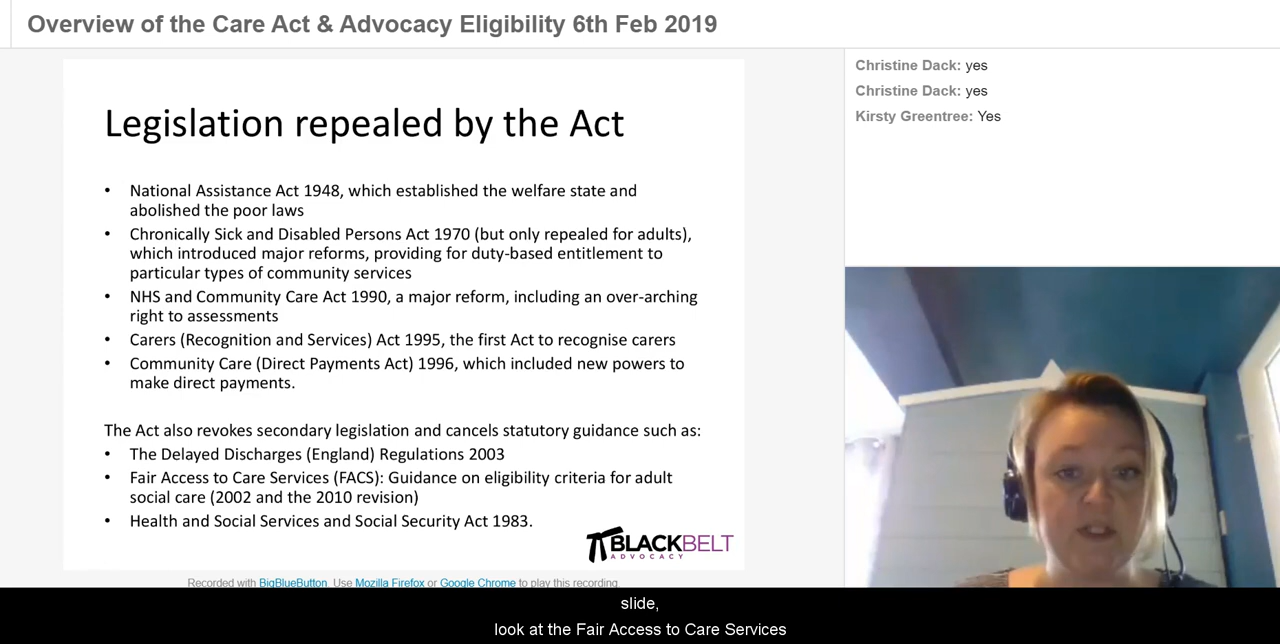 Overview of the Care Act & Advocacy Eligibility 6th Feb 2019
Legislation repealed by the Act
• National Assistance Act 1948, which established the welfare state and
abolished the poor laws
• Chronically Sick and Disabled Persons Act 1970 (but only repealed for adults),
which introduced major reforms, providing for duty-based entitlement to
particular types of community services
• NHS and Community Care Act 1990, a major reform, including an over-arching
right to assessments
• Carers (Recognition and Services) Act 1995, the first Act to recognise carers
• Community Care (Direct Payments Act) 1996, which included new powers to
make direct payments.
The Act also revokes secondary legislation and cancels statutory guidance such as:
• The Delayed Discharges (England) Regulations 2003
• Fair Access to Care Services (FACS): Guidance on eligibility criteria for adult
social care (2002 and the 2010 revision)
• Health and Social Services and Social Security Act 1983.
BLACKBELT
ADVOCACY
Recorded with BigBlueButton. Use Mozilla Firefox or Google Chrome to play this recording.
Christine Dack: yes
Christine Dack: yes
Kirsty Greentree: Yes
slide,
look at the Fair Access to Care Services